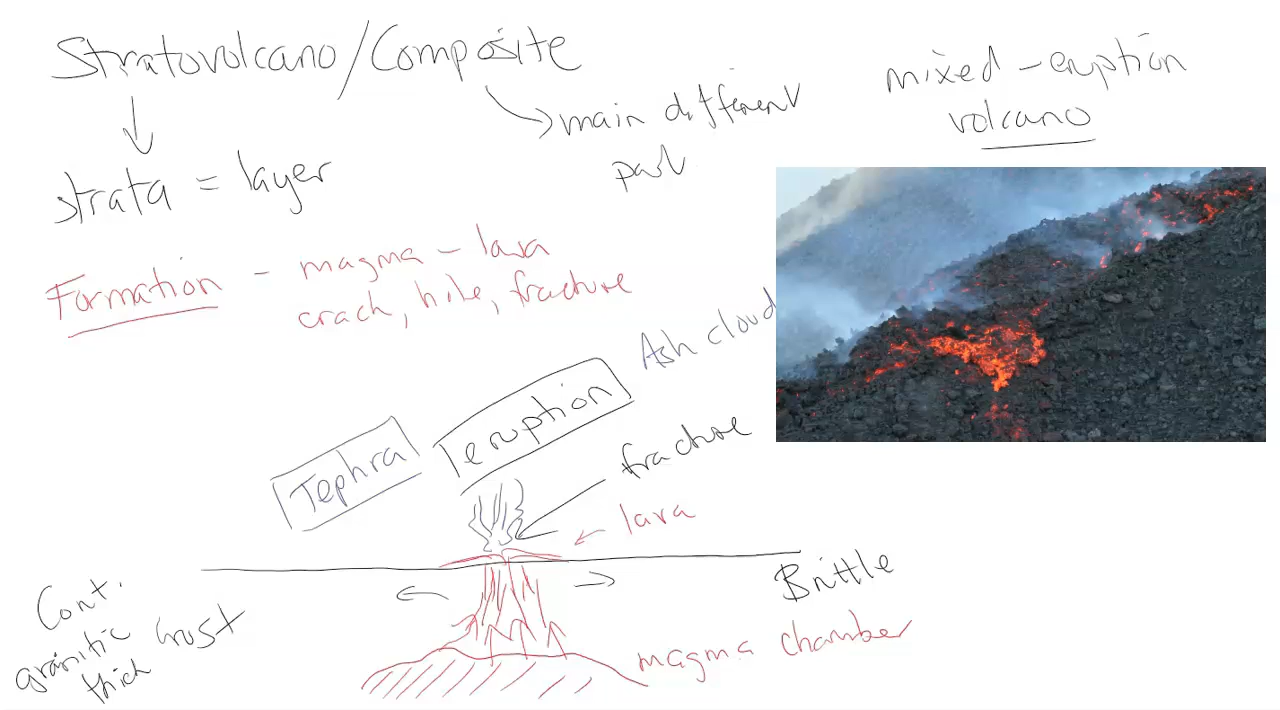 Stratovolcano/Composite
strata = layer
main different
part
mixed-eruption
volcano
Formation - magma - lava
crack, hile, fracture
Ash cloud
eruption
Tephra
fracture
lava
Brittle
Cont.
granitic crust
thick
magma chamber